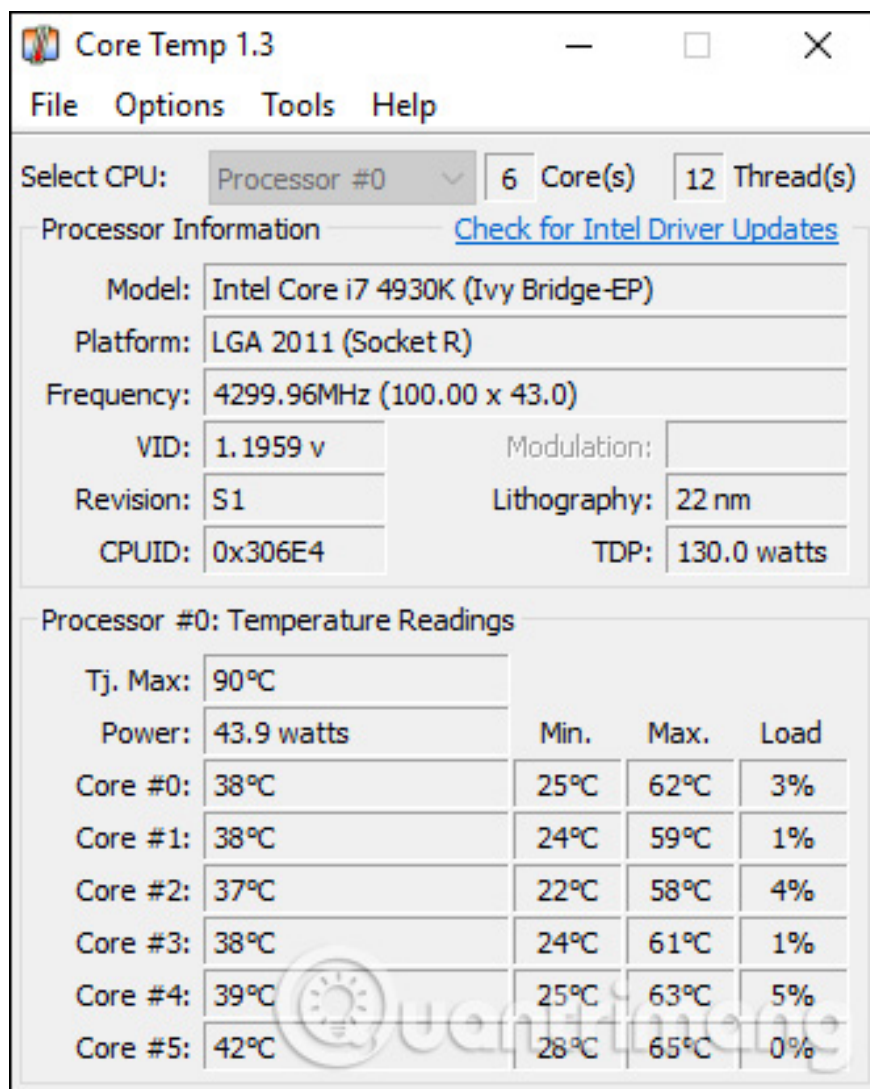 Core Temp 1.3
File Options Tools Help
Select CPU: Processor #0 6 Core(s) 12 Thread(s)
Processor Information Check for Intel Driver Updates
Model: Intel Core i7 4930K (Ivy Bridge-EP)
Platform: LGA 2011 (Socket R)
Frequency: 4299.96MHz (100.00 x 43.0)
VID: 1.1959 v Modulation:
Revision: S1 Lithography: 22 nm
CPUID: 0x306E4 TDP: 130.0 watts
Processor #0: Temperature Readings
Tj. Max: 90°C
Power: 43.9 watts Min. Max. Load
Core #0: 38°C 25°C 62°C 3%
Core #1: 38°C 24°C 59°C 1%
Core #2: 37°C 22°C 58°C 4%
Core #3: 38°C 24°C 61°C 1%
Core #4: 39°C 25°C 63°C 5%
Core #5: 42°C 28°C 65°C 0%
Quantrimang